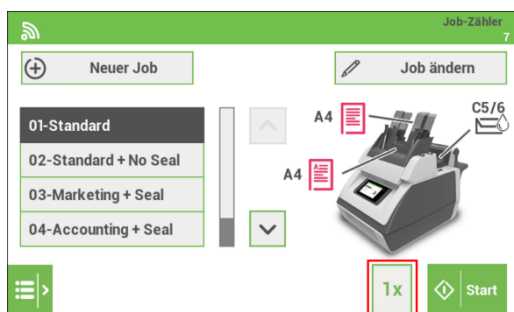 Job-Zähler
7
Neuer Job
Job ändern
01-Standard
02-Standard + No Seal
03-Marketing + Seal
04-Accounting + Seal
A4
C5/6
A4
1x
Start